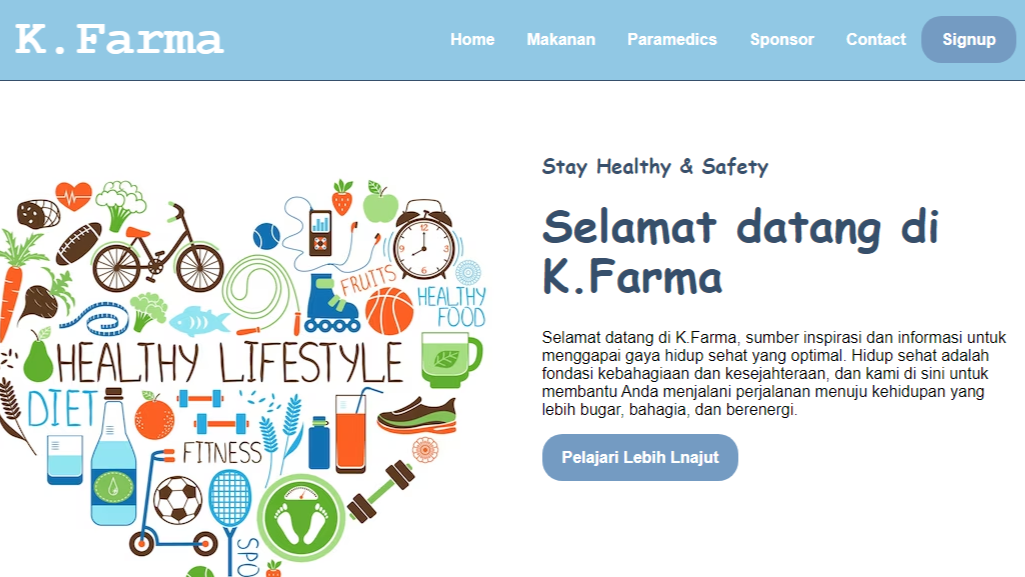 K.Farma
Home Makanan Paramedics Sponsor Contact Signup
Stay Healthy & Safety
Selamat datang di
K.Farma
Selamat datang di K.Farma, sumber inspirasi dan informasi untuk
menggapai gaya hidup sehat yang optimal. Hidup sehat adalah
fondasi kebahagiaan dan kesejahteraan, dan kami di sini untuk
membantu Anda menjalani perjalanan menuju kehidupan yang
lebih bugar, bahagia, dan berenergi.
Pelajari Lebih Lnajut
FRUITS
HEALTHY
FOOD
HEALTHY LIFESTYLE
DIET
FITNESS
SPO